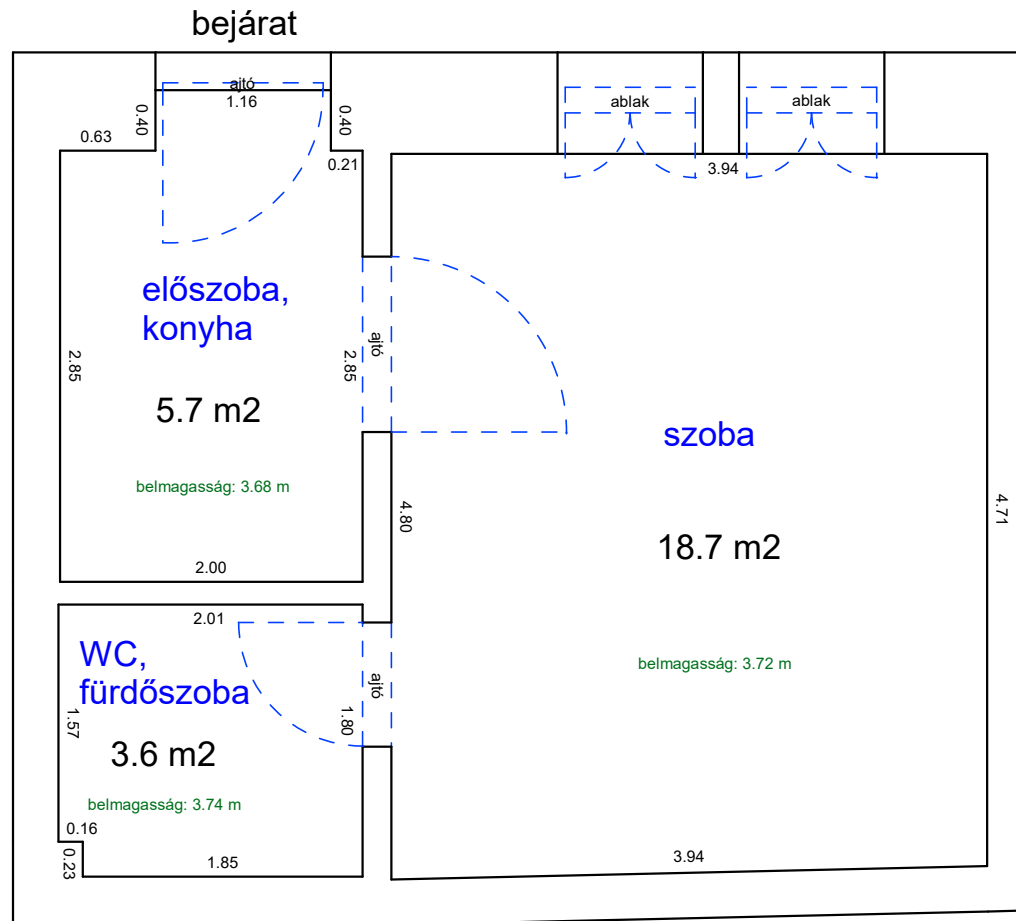 bejárat
ajtó
1.16
0.40
0.40
0.63
0.21
ablak
ablak
3.94
előszoba,
konyha
5.7 m2
belmagasság: 3.68 m
2.85
2.85
ajtó
2.00
szoba
18.7 m2
belmagasság: 3.72 m
4.80
4.71
3.94
2.01
WC,
fürdőszoba
3.6 m2
belmagasság: 3.74 m
1.57
1.80
ajtó
0.16
0.23
1.85